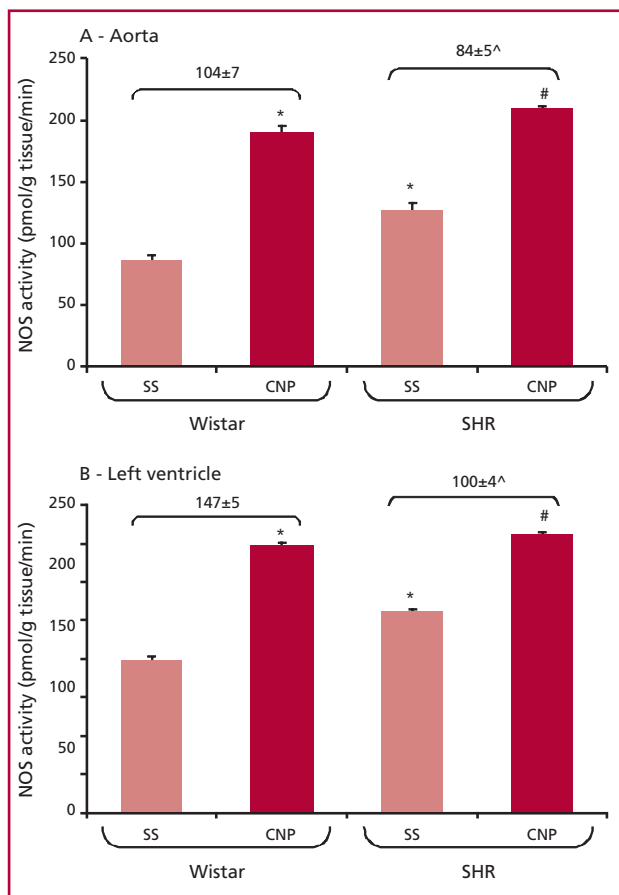 A - Aorta
104±7
84±5^
NOS activity (pmol/g tissue/min)
250
200
150
100
50
0
*
*
#
SS
CNP
SS
CNP
Wistar
SHR
B - Left ventricle
147±5
100±4^
NOS activity (pmol/g tissue/min)
250
200
150
100
50
0
*
*
#
SS
CNP
SS
CNP
Wistar
SHR